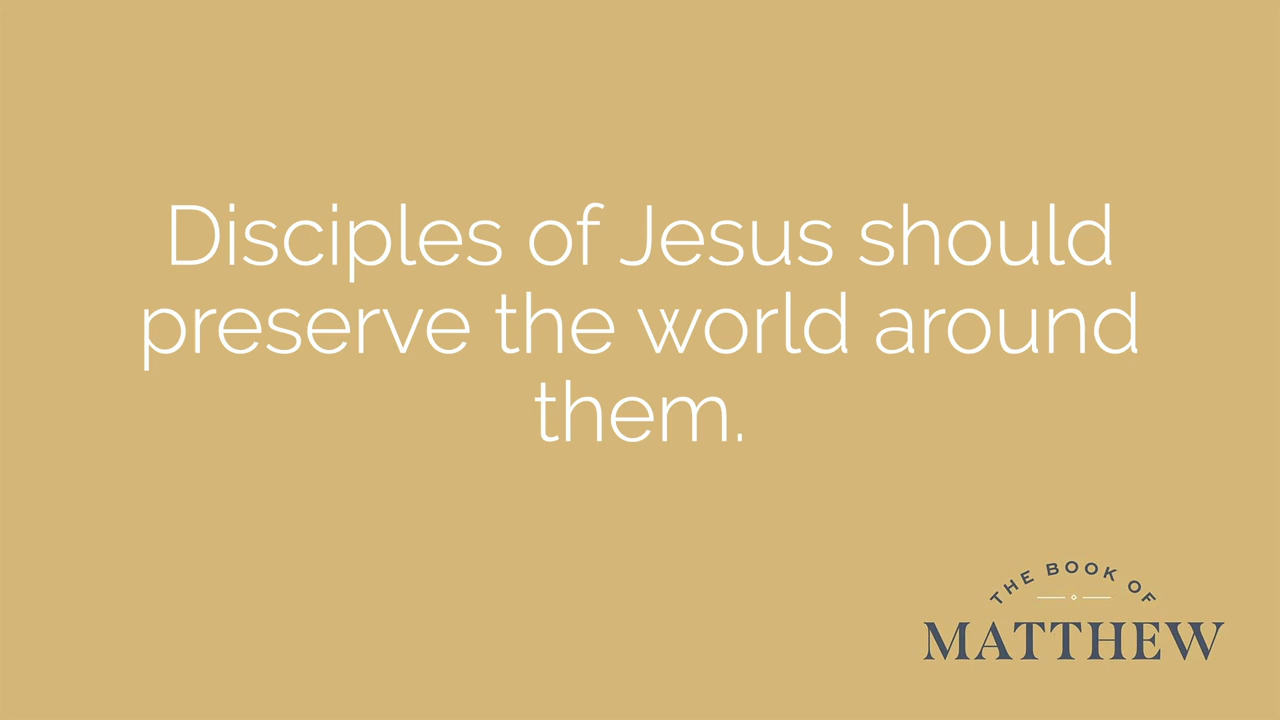 Disciples of Jesus should
preserve the world around
them.
THE BOOK OF
MATTHEW